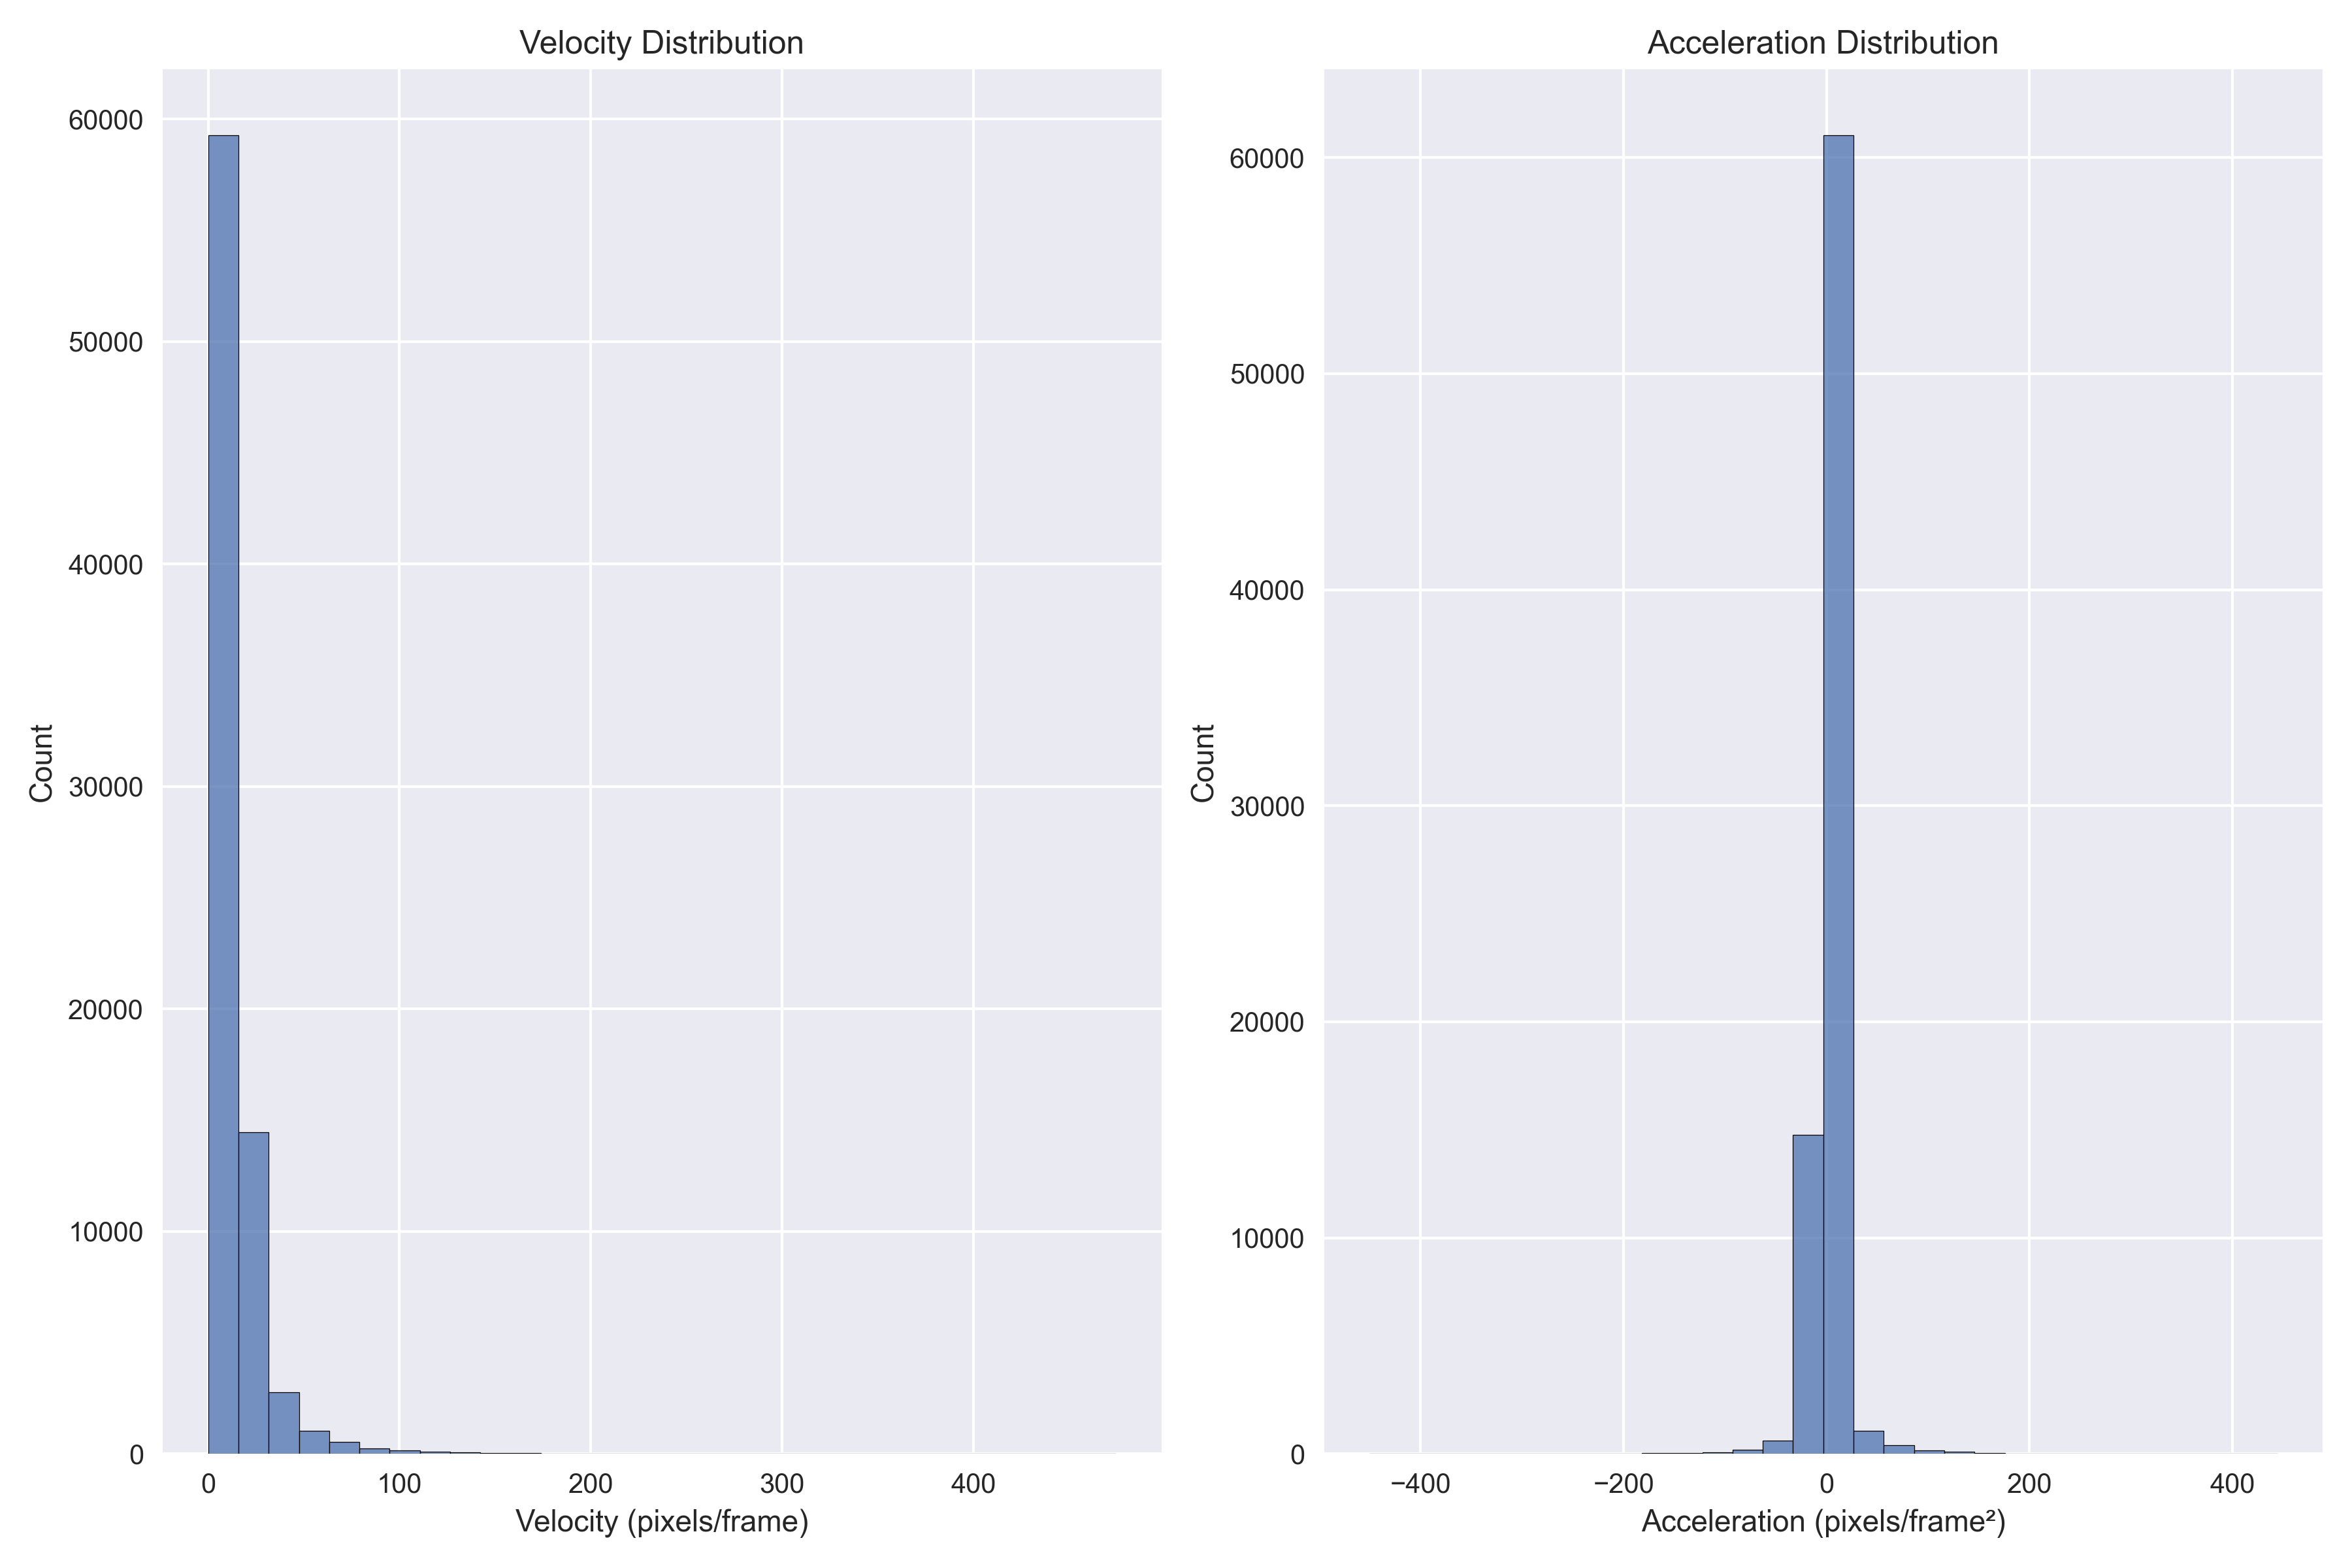 Velocity Distribution
60000
50000
40000
30000
20000
10000
0
Count
0 100 200 300 400
Velocity (pixels/frame)
Acceleration Distribution
60000
50000
40000
30000
20000
10000
0
Count
−400 −200 0 200 400
Acceleration (pixels/frame²)